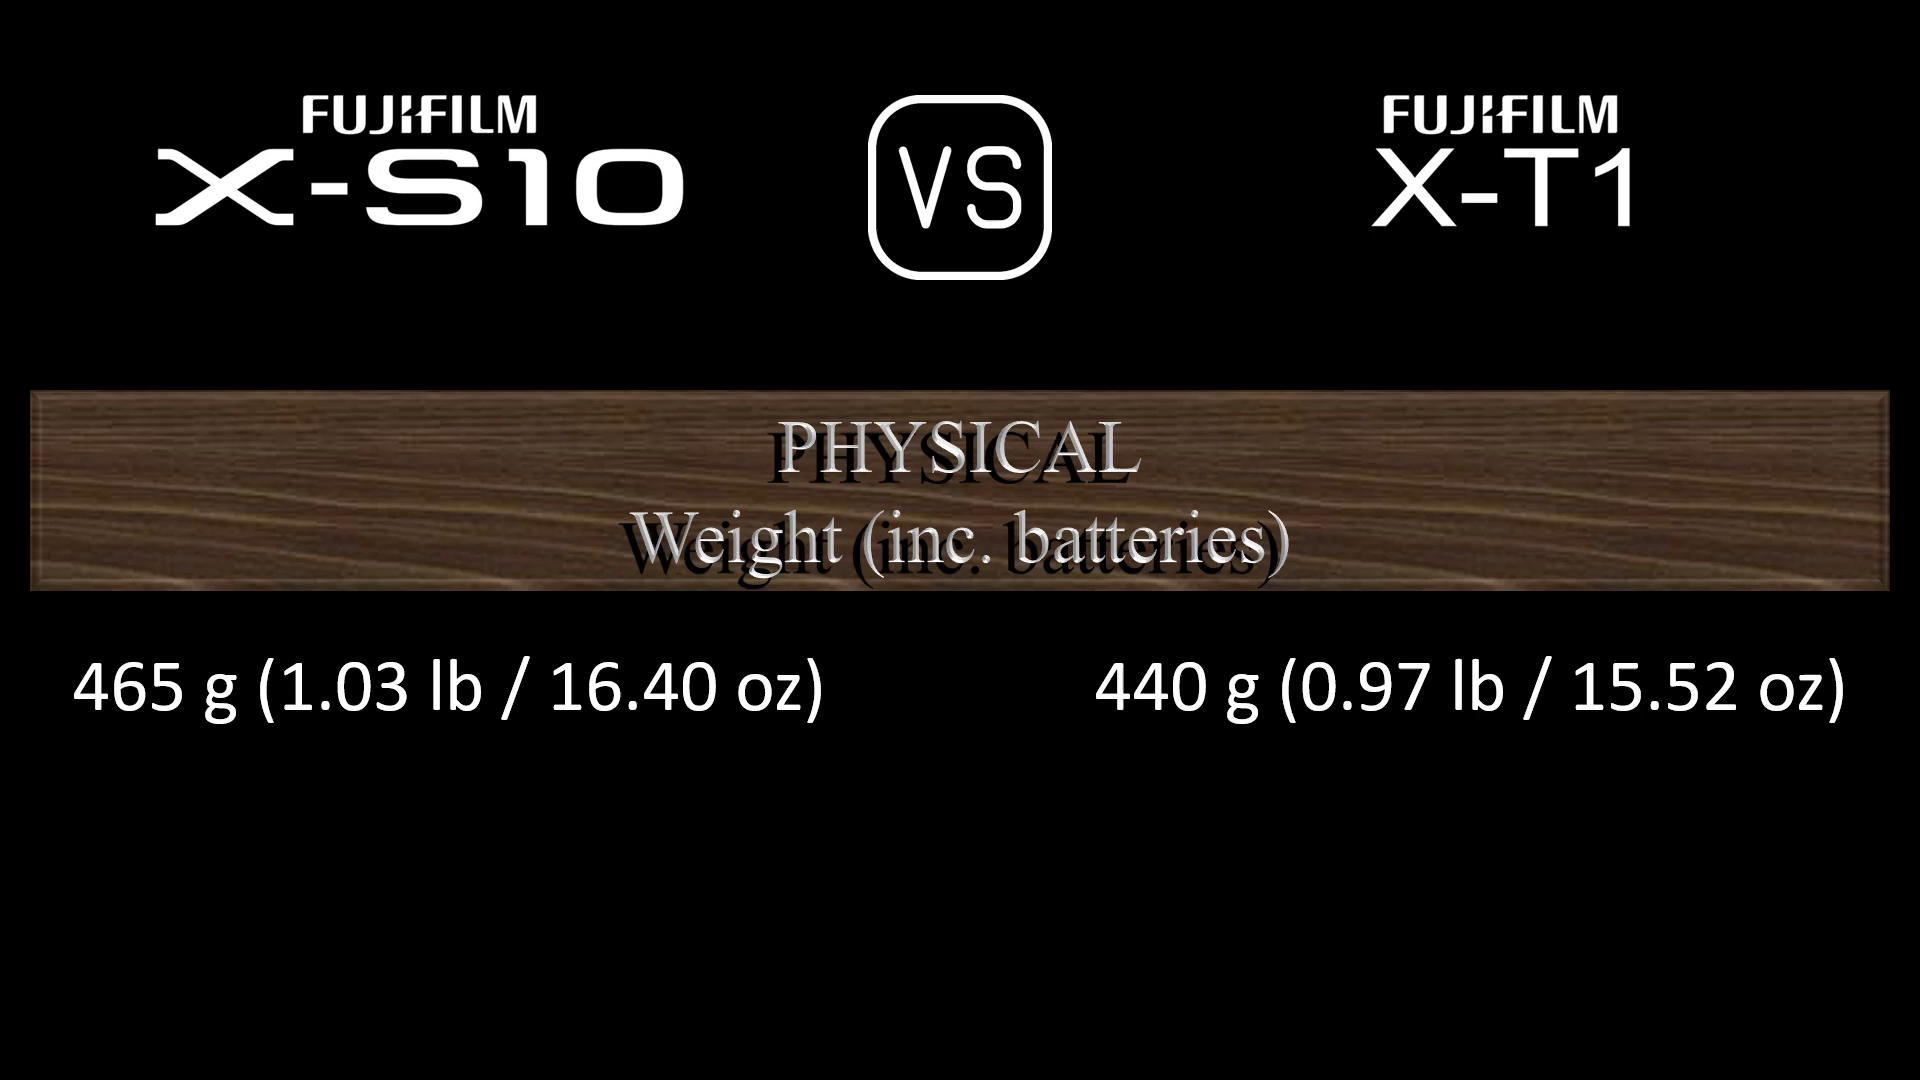 FUJIFILM
X-S10
VS
FUJIFILM
X-T1
PHYSICAL
Weight (inc. batteries)
465 g (1.03 lb / 16.40 oz)
440 g (0.97 lb / 15.52 oz)